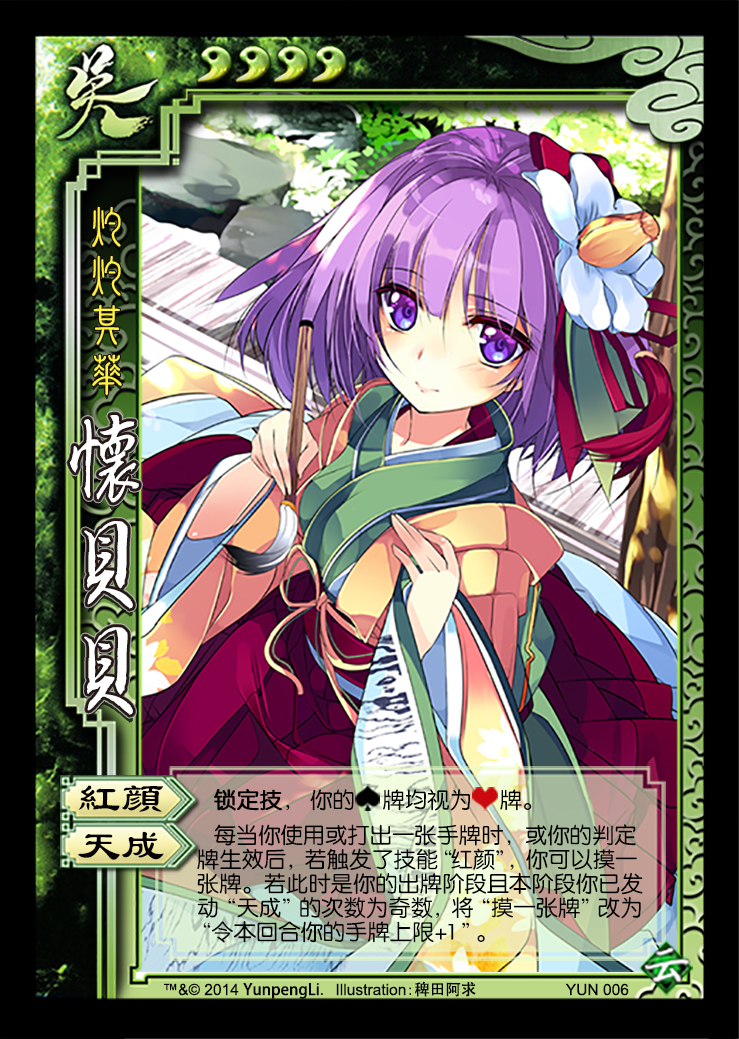 吴
灼灼其華
懷貝貝
紅顔
锁定技，你的♠牌均视为♥牌。
天成
每当你使用或打出一张手牌时，或你的判定
牌生效后，若触发了技能“红颜”，你可以摸一
张牌。若此时是你的出牌阶段且本阶段你已发
动“天成”的次数为奇数，将“摸一张牌”改为
“令本回合你的手牌上限+1”。
云
™&© 2014 YunpengLi. Illustration：稗田阿求
YUN 006